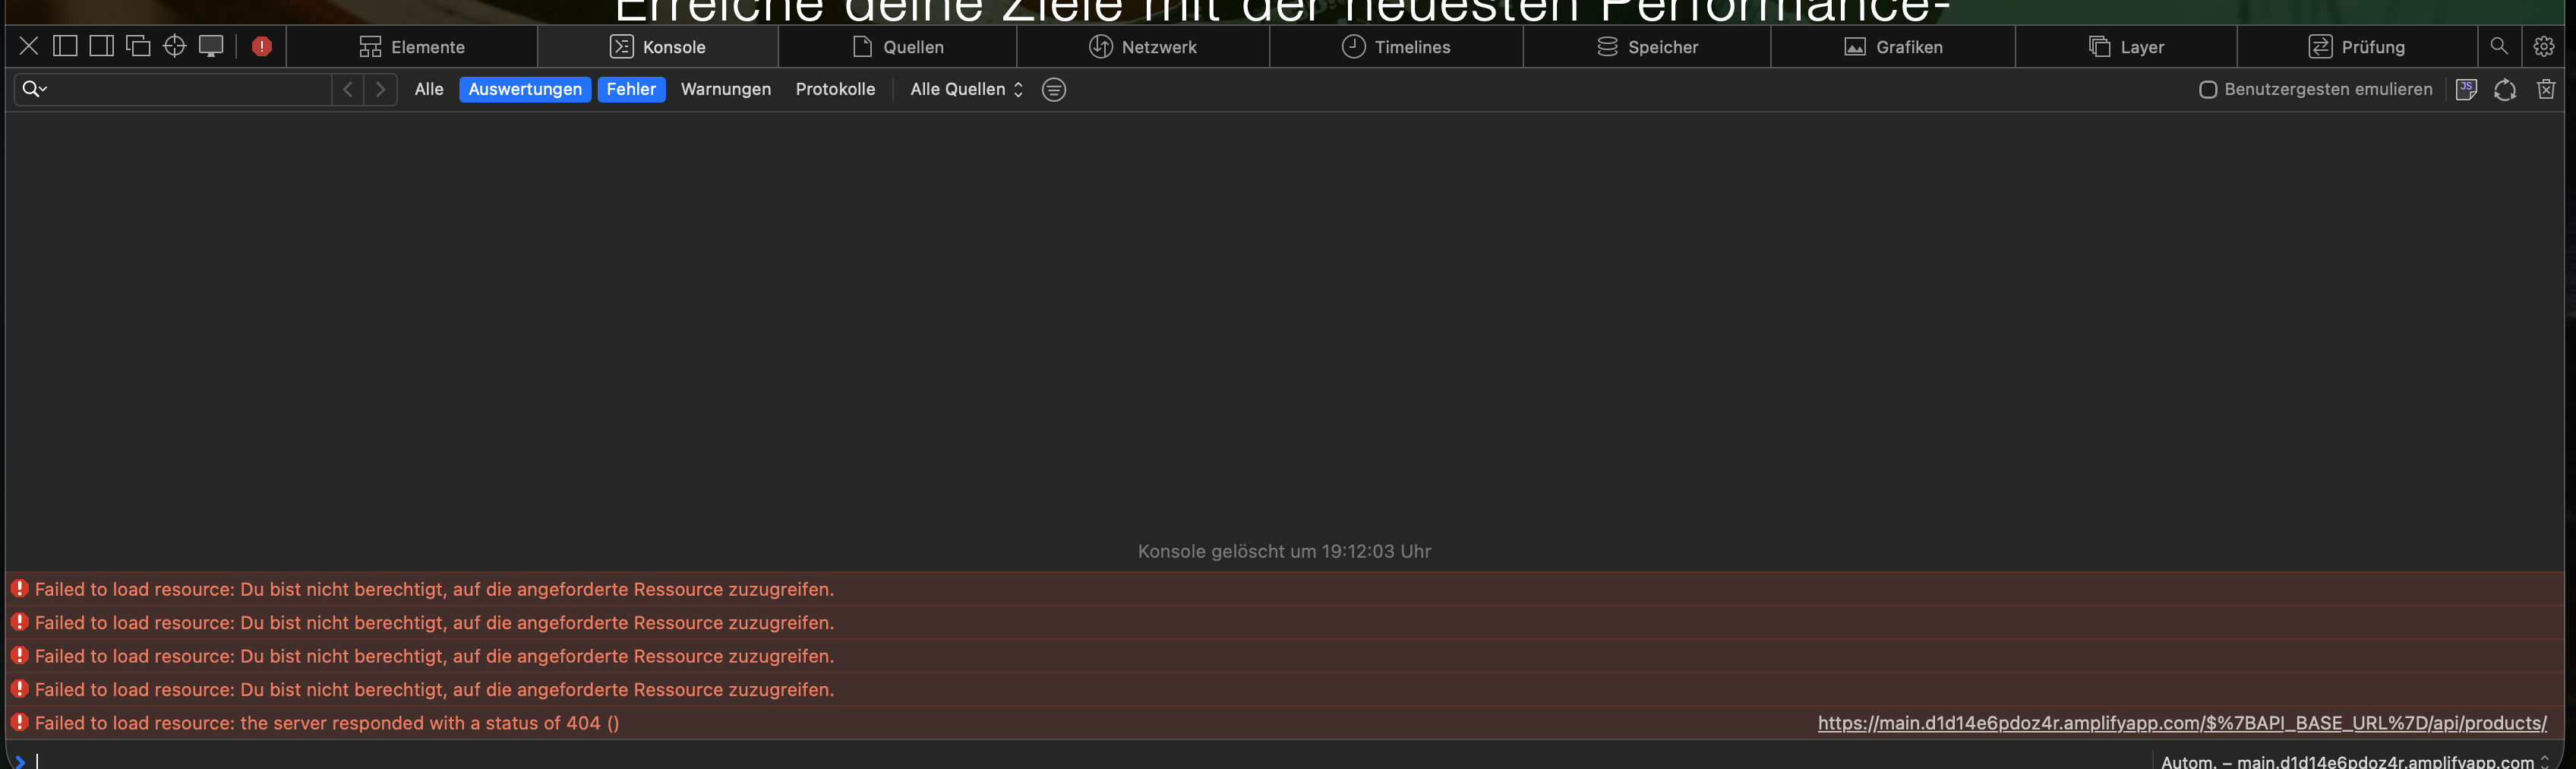 Erreiche deine Ziele mit der neuesten Performance-
Elemente Konsole Quellen Netzwerk Timelines Speicher Grafiken Layer Prüfung
Alle Auswertungen Fehler Warnungen Protokolle Alle Quellen Benutzergesten emulieren JS
Konsole gelöscht um 19:12:03 Uhr
Failed to load resource: Du bist nicht berechtigt, auf die angeforderte Ressource zuzugreifen.
Failed to load resource: Du bist nicht berechtigt, auf die angeforderte Ressource zuzugreifen.
Failed to load resource: Du bist nicht berechtigt, auf die angeforderte Ressource zuzugreifen.
Failed to load resource: Du bist nicht berechtigt, auf die angeforderte Ressource zuzugreifen.
Failed to load resource: the server responded with a status of 404 () https://main.d1d14e6pdoz4r.amplifyapp.com/$%7BAPI_BASE_URL%7D/api/products/
Autom. – main.d1d14e6pdoz4r.amplifyapp.com